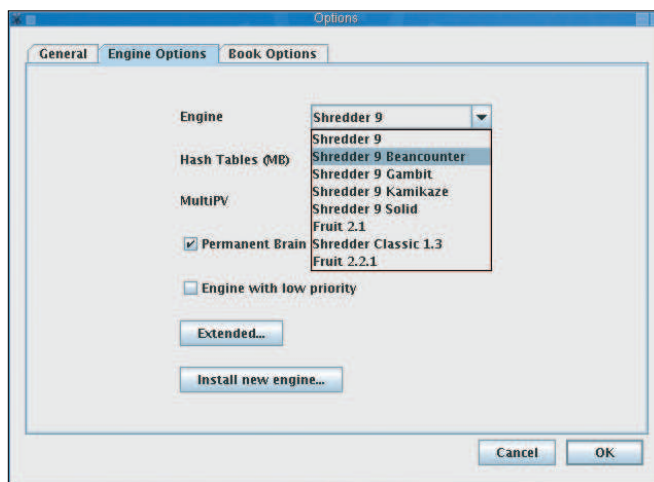 Options
General Engine Options Book Options
Engine Shredder 9
Shredder 9
Hash Tables (MB) Shredder 9 Beancounter
Shredder 9 Gambit
MultiPV Shredder 9 Kamikaze
Shredder 9 Solid
Fruit 2.1
Permanent Brain Shredder Classic 1.3
Fruit 2.2.1
Engine with low priority
Extended...
Install new engine...
Cancel OK